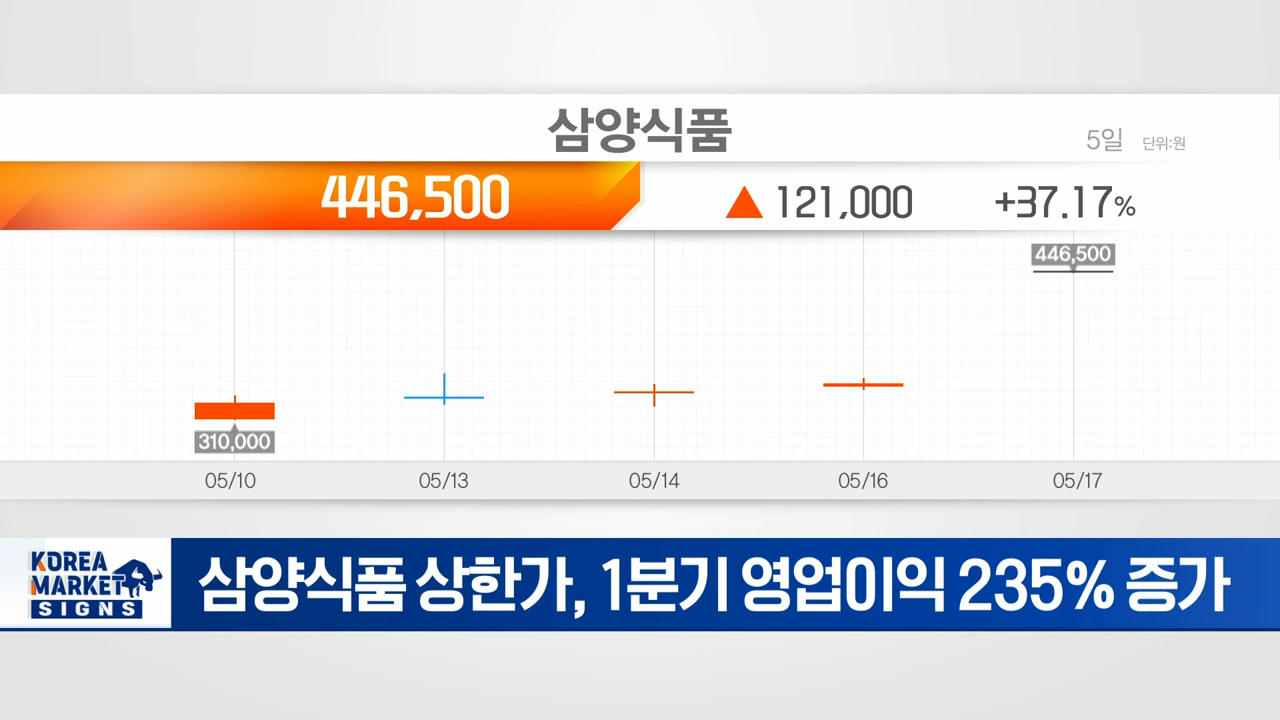 삼양식품
5일 단위:원
446,500 ▲ 121,000 +37.17%
446,500
310,000
05/10 05/13 05/14 05/16 05/17
KOREA
MARKET
SIGNS
삼양식품 상한가, 1분기 영업이익 235% 증가